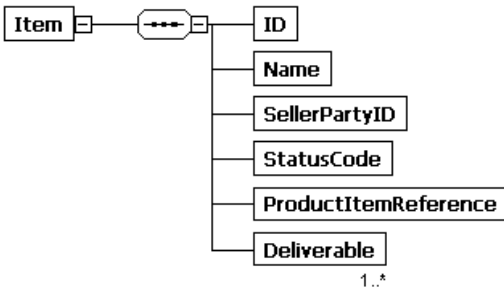 Item
ID
Name
SellerPartyID
StatusCode
ProductItemReference
Deliverable
1..*